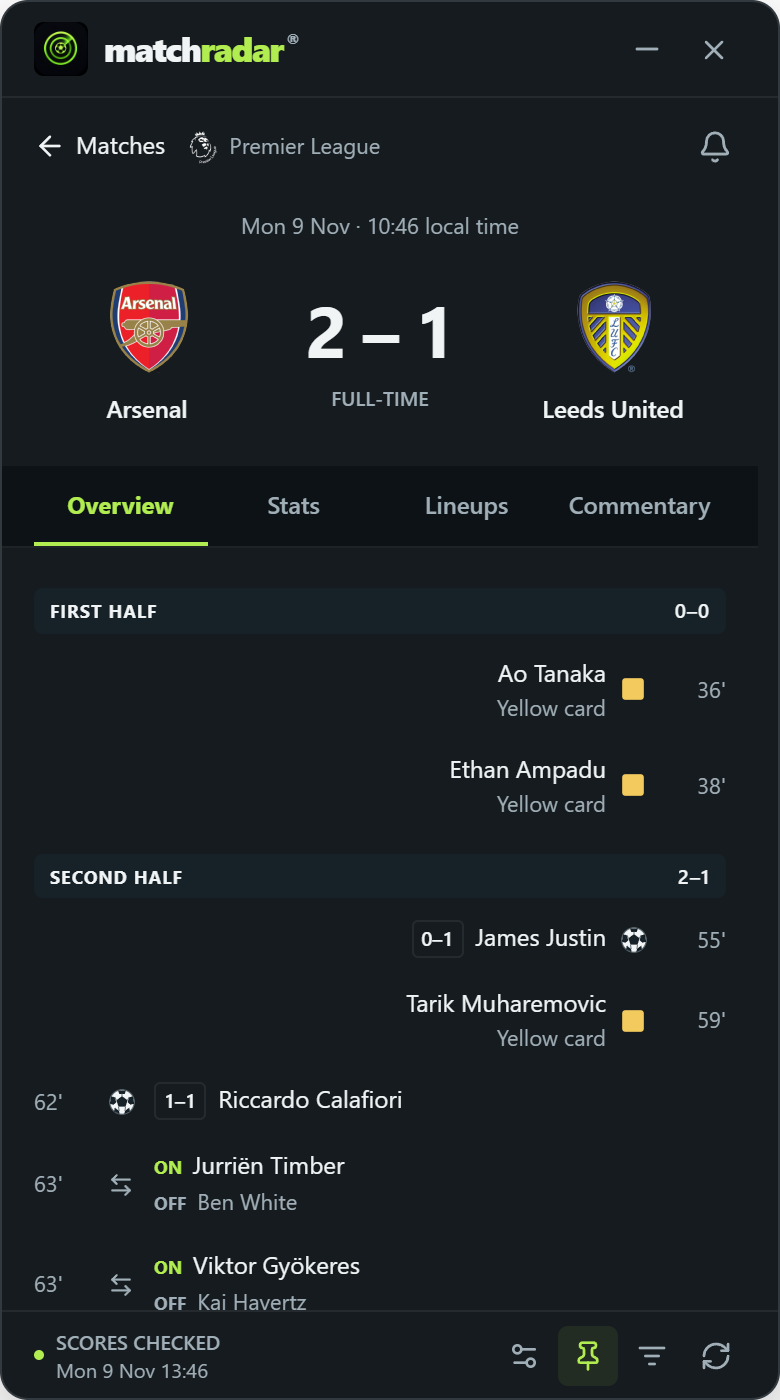 matchradar®
Matches Premier League
Mon 9 Nov · 10:46 local time
Arsenal
LUFC
®
2 – 1
FULL-TIME
Arsenal
Leeds United
Overview Stats Lineups Commentary
FIRST HALF 0–0
Ao Tanaka 36'
Yellow card
Ethan Ampadu 38'
Yellow card
SECOND HALF 2–1
0–1 James Justin 55'
Tarik Muharemovic 59'
Yellow card
62' 1–1 Riccardo Calafiori
63' ON Jurriën Timber
OFF Ben White
63' ON Viktor Gyökeres
OFF Kai Havertz
SCORES CHECKED
Mon 9 Nov 13:46